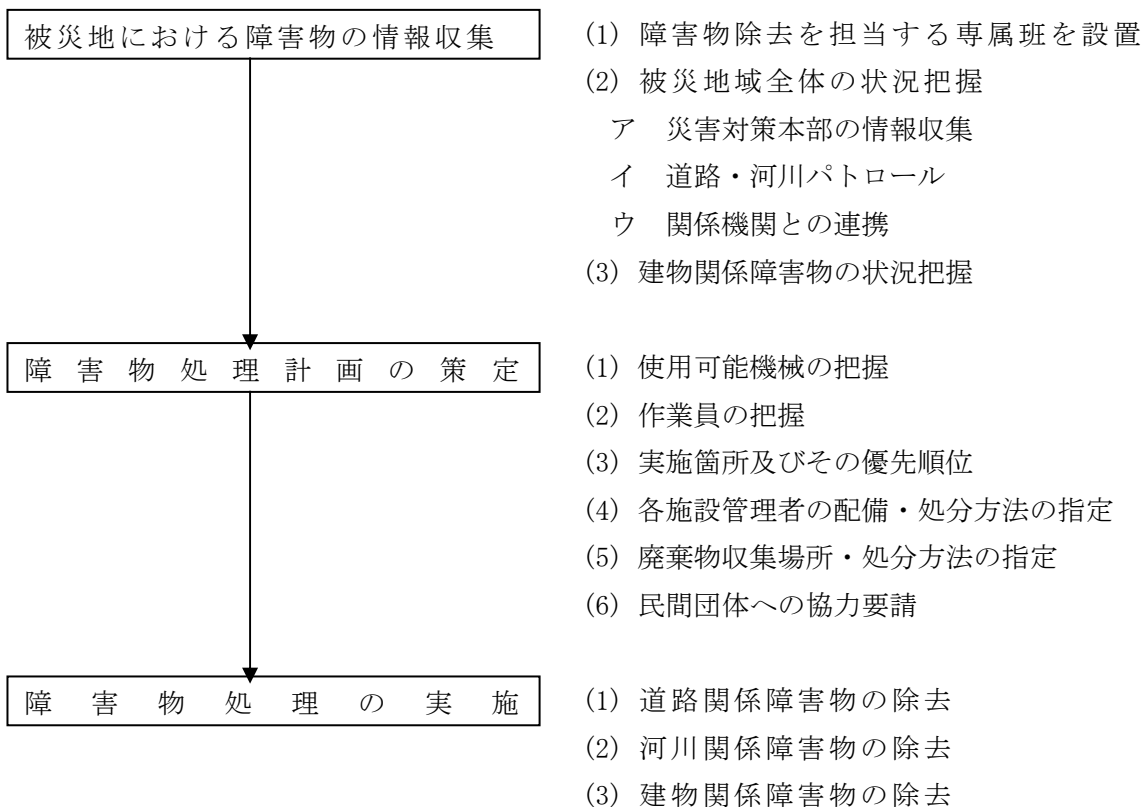 被災地における障害物の情報収集
(1) 障害物除去を担当する専属班を設置
(2) 被災地域全体の状況把握
ア 災害対策本部の情報収集
イ 道路・河川パトロール
ウ 関係機関との連携
(3) 建物関係障害物の状況把握
障害物処理計画の策定
(1) 使用可能機械の把握
(2) 作業員の把握
(3) 実施箇所及びその優先順位
(4) 各施設管理者の配備・処分方法の指定
(5) 廃棄物収集場所・処分方法の指定
(6) 民間団体への協力要請
障害物処理の実施
(1) 道路関係障害物の除去
(2) 河川関係障害物の除去
(3) 建物関係障害物の除去